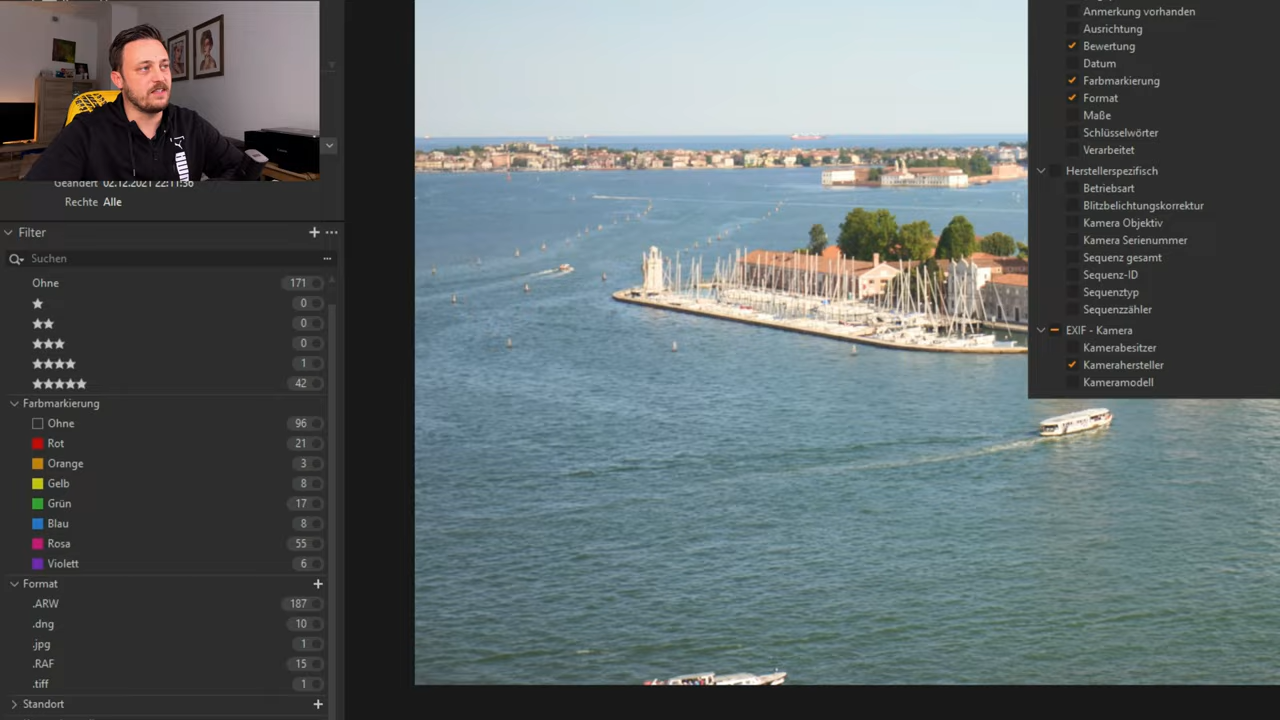 Geändert 02.12.2021 22:11:36
Rechte Alle
Filter
Suchen
Ohne 171
0
0
0
1
42
Farbmarkierung
Ohne 96
Rot 21
Orange 3
Gelb 8
Grün 17
Blau 8
Rosa 55
Violett 6
Format
.ARW 187
.dng 10
.jpg 1
.RAF 15
.tiff 1
Standort
Anmerkung vorhanden
Ausrichtung
Bewertung
Datum
Farbmarkierung
Format
Maße
Schlüsselwörter
Verarbeitet
Herstellerspezifisch
Betriebsart
Blitzbelichtungskorrektur
Kamera Objektiv
Kamera Serienummer
Sequenz gesamt
Sequenz-ID
Sequenztyp
Sequenzzähler
EXIF - Kamera
Kamerabesitzer
Kamerahersteller
Kameramodell